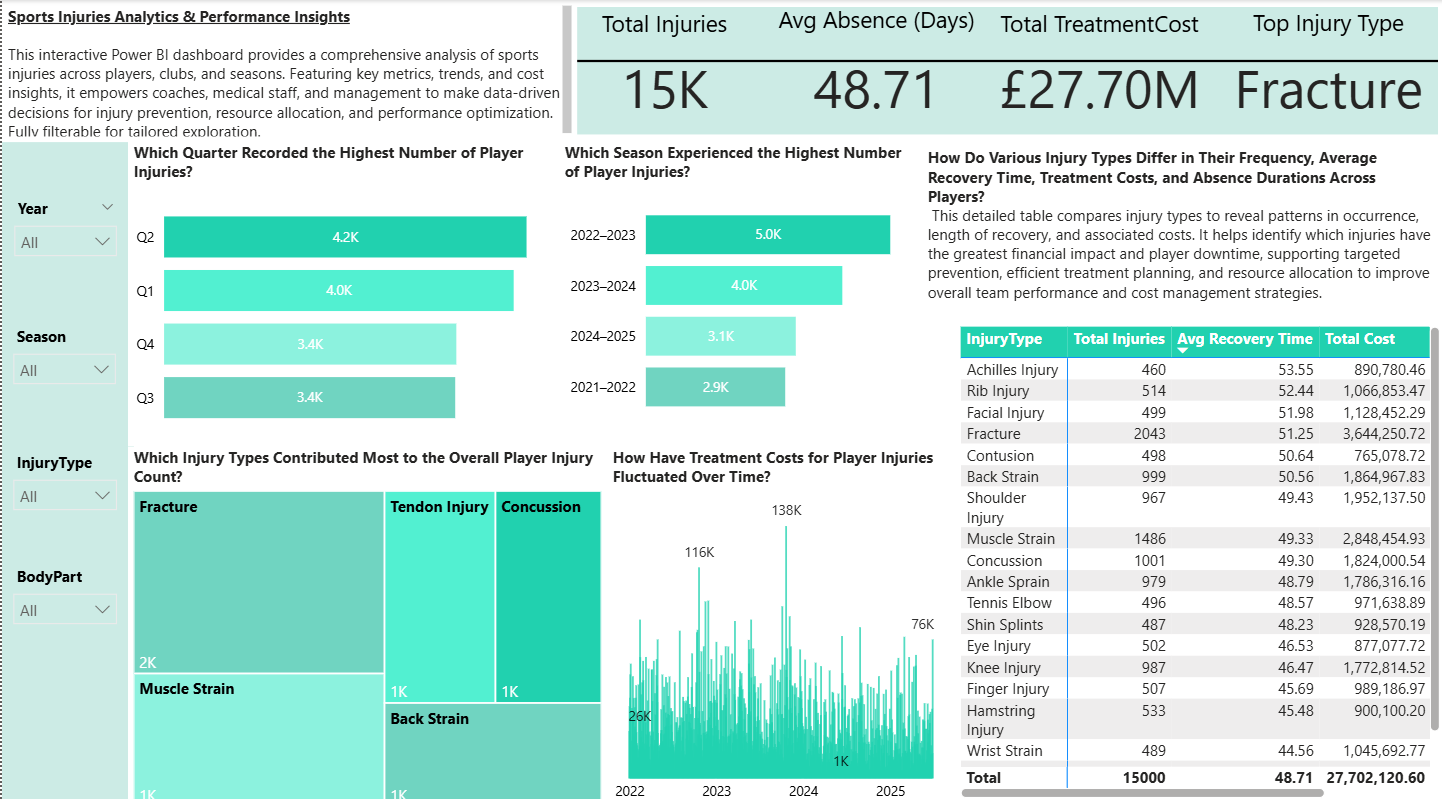 Sports Injuries Analytics & Performance Insights
This interactive Power BI dashboard provides a comprehensive analysis of sports
injuries across players, clubs, and seasons. Featuring key metrics, trends, and cost
insights, it empowers coaches, medical staff, and management to make data-driven
decisions for injury prevention, resource allocation, and performance optimization.
Fully filterable for tailored exploration.
Total Injuries
15K
Avg Absence (Days)
48.71
Total TreatmentCost
£27.70M
Top Injury Type
Fracture
Year
All
Season
All
InjuryType
All
BodyPart
All
Which Quarter Recorded the Highest Number of Player
Injuries?
Q2 4.2K
Q1 4.0K
Q4 3.4K
Q3 3.4K
Which Season Experienced the Highest Number
of Player Injuries?
2022–2023 5.0K
2023–2024 4.0K
2024–2025 3.1K
2021–2022 2.9K
How Do Various Injury Types Differ in Their Frequency, Average
Recovery Time, Treatment Costs, and Absence Durations Across
Players?
This detailed table compares injury types to reveal patterns in occurrence,
length of recovery, and associated costs. It helps identify which injuries have
the greatest financial impact and player downtime, supporting targeted
prevention, efficient treatment planning, and resource allocation to improve
overall team performance and cost management strategies.
Which Injury Types Contributed Most to the Overall Player Injury
Count?
Fracture
2K
Muscle Strain
1K
Tendon Injury
1K
Concussion
1K
Back Strain
1K
How Have Treatment Costs for Player Injuries
Fluctuated Over Time?
138K
116K
76K
26K
1K
2022 2023 2024 2025
InjuryType Total Injuries Avg Recovery Time Total Cost
Achilles Injury 460 53.55 890,780.46
Rib Injury 514 52.44 1,066,853.47
Facial Injury 499 51.98 1,128,452.29
Fracture 2043 51.25 3,644,250.72
Contusion 498 50.64 765,078.72
Back Strain 999 50.56 1,864,967.83
Shoulder 967 49.43 1,952,137.50
Injury
Muscle Strain 1486 49.33 2,848,454.93
Concussion 1001 49.30 1,824,000.54
Ankle Sprain 979 48.79 1,786,316.16
Tennis Elbow 496 48.57 971,638.89
Shin Splints 487 48.23 928,570.19
Eye Injury 502 46.53 877,077.72
Knee Injury 987 46.47 1,772,814.52
Finger Injury 507 45.69 989,186.97
Hamstring 533 45.48 900,100.20
Injury
Wrist Strain 489 44.56 1,045,692.77
Total 15000 48.71 27,702,120.60